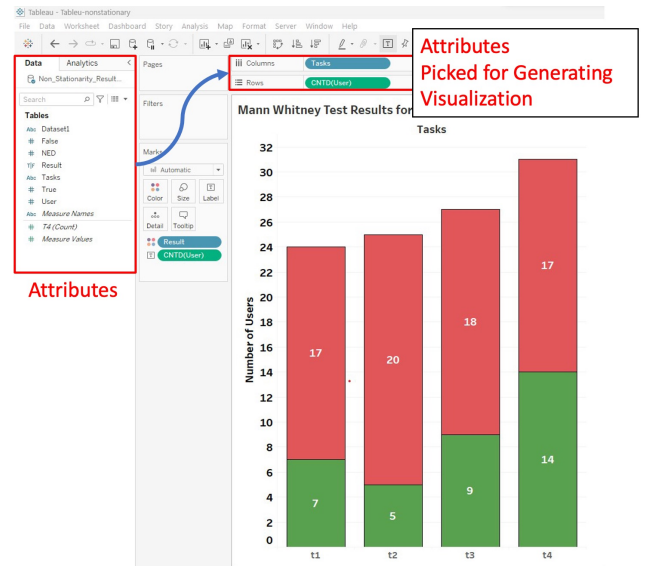 Tableau - Tableu-nonstationary
File Data Worksheet Dashboard Story Analysis Map Format Server Window Help
Attributes
Picked for Generating
Visualization
Data Analytics <
Non_Stationarity_Result...
Search
Tables
Abc Dataset1
# False
# NED
T|F Result
Abc Tasks
# True
# User
Abc Measure Names
# T4 (Count)
# Measure Values
Attributes
Pages
Filters
Marks
Automatic
Color Size Label
Detail Tooltip
Result
CNTD(User)
Columns Tasks
Rows CNTD(User)
Mann Whitney Test Results for
Tasks
Number of Users
32
30
28
26
24
22
20
18
16
14
12
10
8
6
4
2
0
17 20 18 17
7 5 9 14
t1 t2 t3 t4